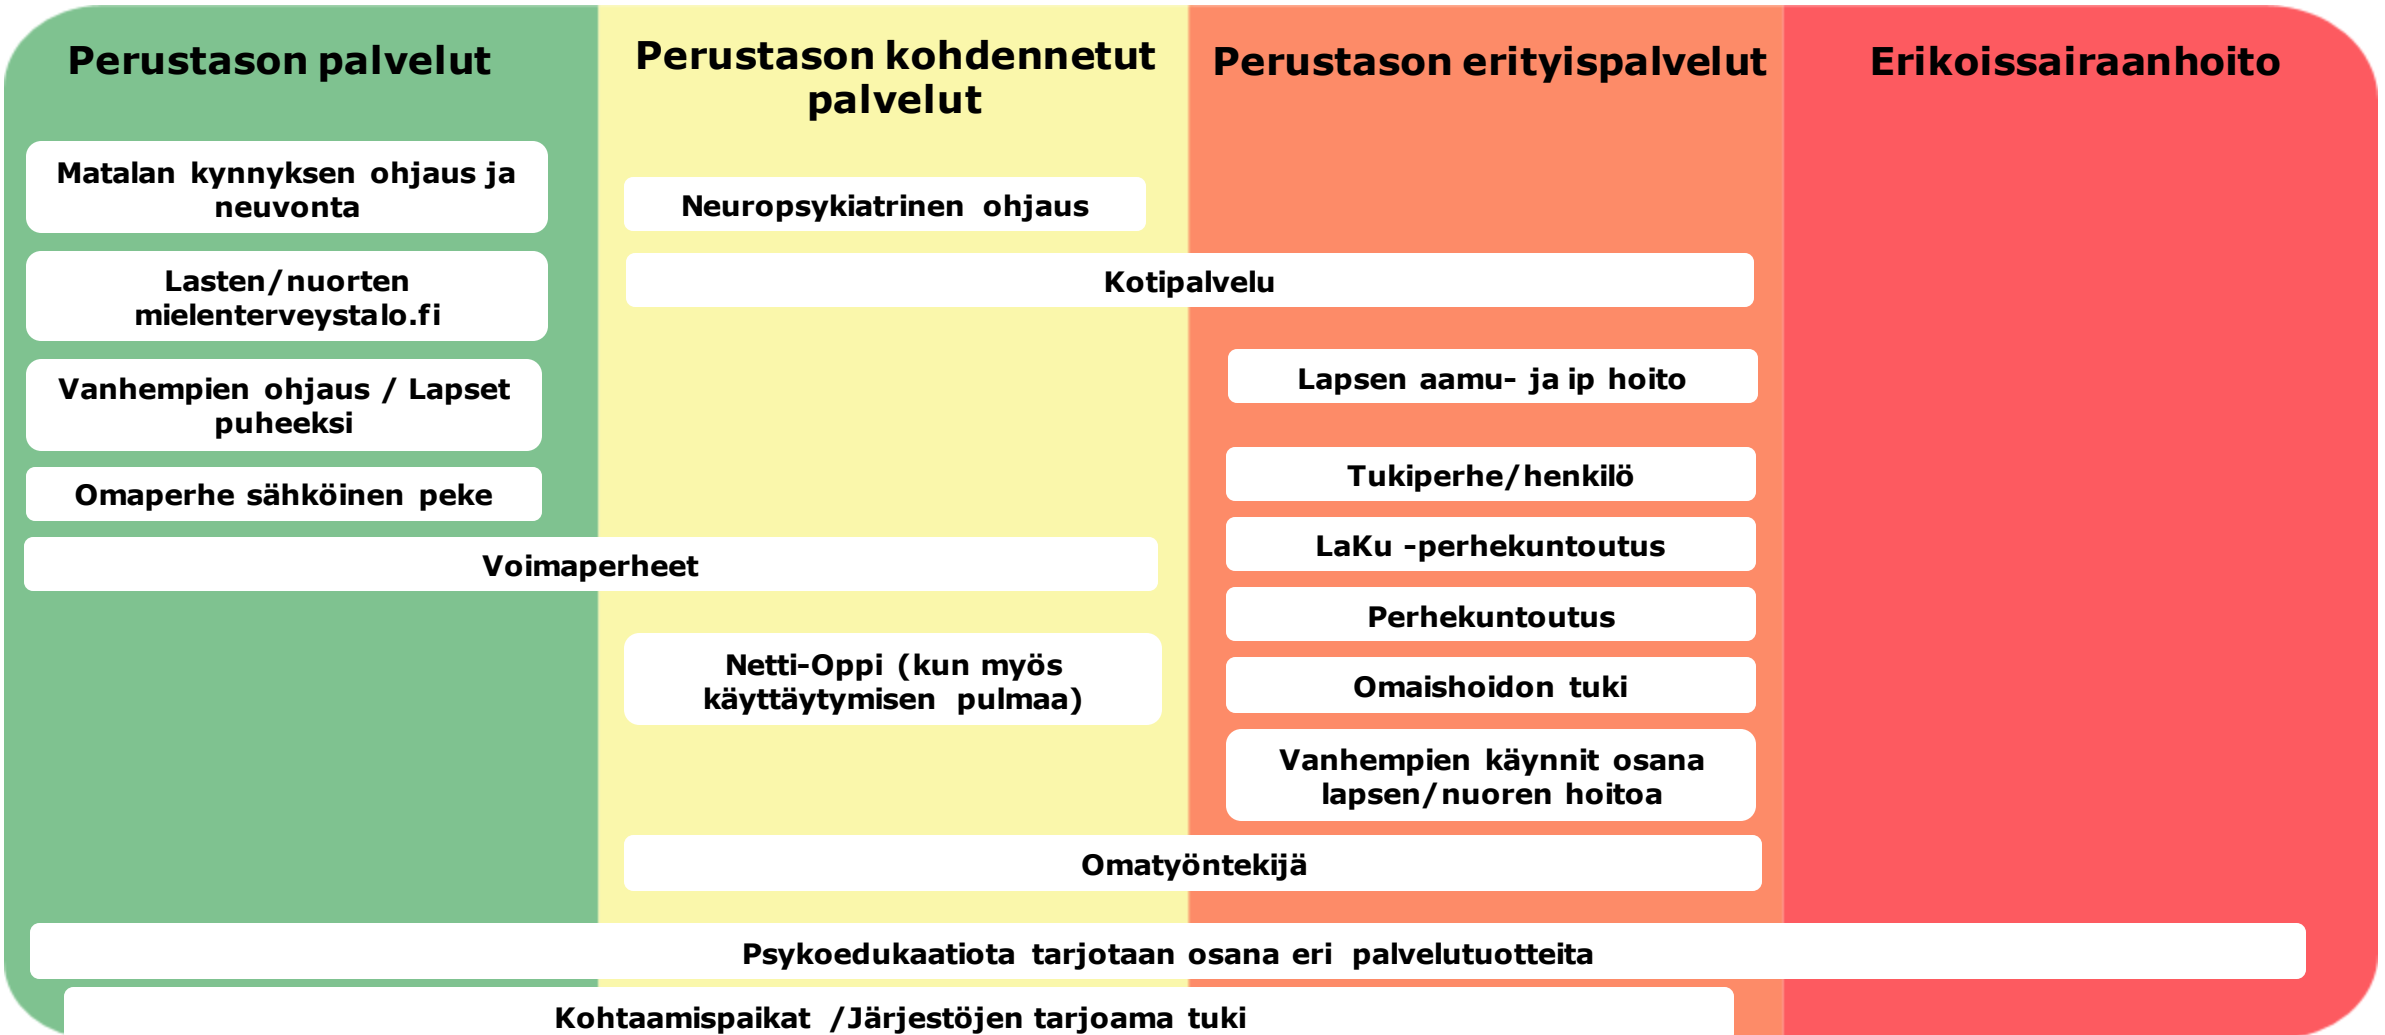 Perustason palvelut
Perustason kohdennetut
palvelut
Perustason erityispalvelut
Erikoissairaanhoito
Matalan kynnyksen ohjaus ja
neuvonta
Lasten/nuorten
mielenterveystalo.fi
Vanhempien ohjaus / Lapset
puheeksi
Omaperhe sähköinen peke
Voimaperheet
Neuropsykiatrinen ohjaus
Kotipalvelu
Netti-Oppi (kun myös
käyttäytymisen pulmaa)
Lapsen aamu- ja ip hoito
Tukiperhe/henkilö
LaKu -perhekuntoutus
Perhekuntoutus
Omaishoidon tuki
Vanhempien käynnit osana
lapsen/nuoren hoitoa
Omatyöntekijä
Psykoedukaatiota tarjotaan osana eri palvelutuotteita
Kohtaamispaikat /Järjestöjen tarjoama tuki